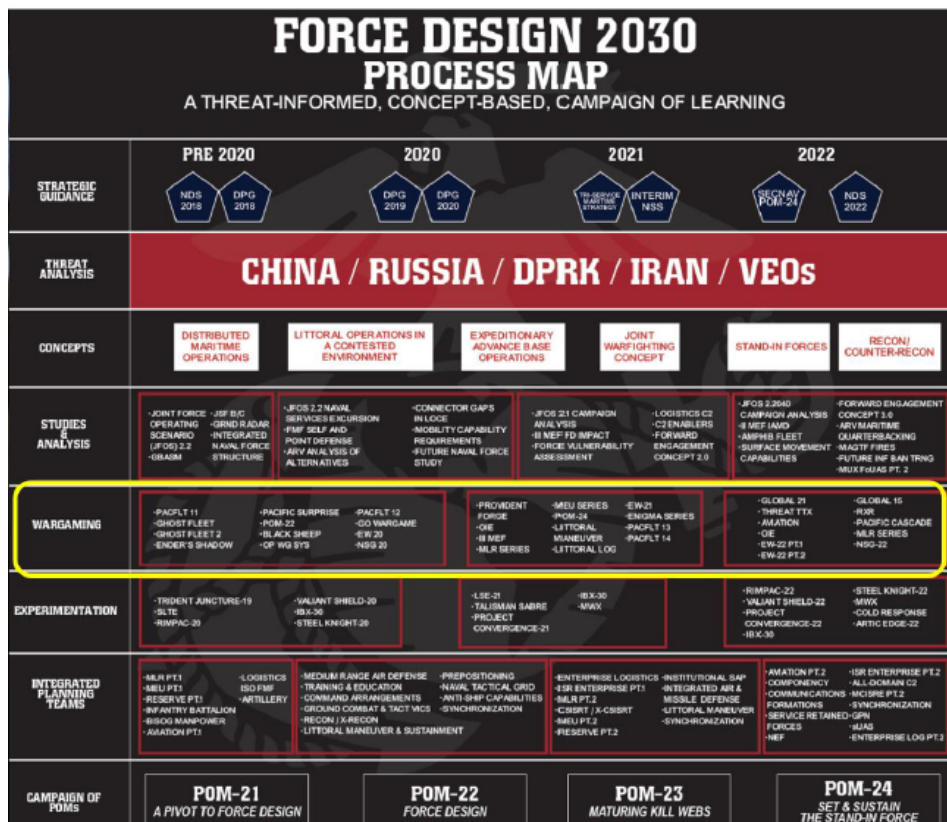 FORCE DESIGN 2030
PROCESS MAP
A THREAT-INFORMED, CONCEPT-BASED, CAMPAIGN OF LEARNING
PRE 2020
2020
2021
2022
STRATEGIC
GUIDANCE
NDS
2018
DPG
2018
DPG
2019
DPG
2020
TRI-SERVICE
MARITIME
STRATEGY
INTERIM
NSS
SECNAV
POM-24
NDS
2022
THREAT
ANALYSIS
CHINA / RUSSIA / DPRK / IRAN / VEOs
CONCEPTS
DISTRIBUTED
MARITIME
OPERATIONS
LITTORAL OPERATIONS IN
A CONTESTED
ENVIRONMENT
EXPEDITIONARY
ADVANCE BASE
OPERATIONS
JOINT
WARFIGHTING
CONCEPT
STAND-IN FORCES
RECON/
COUNTER-RECON
STUDIES
&
ANALYSIS
•JOINT FORCE
OPERATING
SCENARIO
(JFOS) 2.2
•GBASM
•JSF B/C
•GRND RADAR
•INTEGRATED
NAVAL FORCE
STRUCTURE
•JFOS 2.2 NAVAL
SERVICES EXCURSION
•FMF SELF AND
POINT DEFENSE
•ARV ANALYSIS OF
ALTERNATIVES
•CONNECTOR GAPS
IN LOCE
•MOBILITY CAPABILITY
REQUIREMENTS
•FUTURE NAVAL FORCE
STUDY
•JFOS 2.1 CAMPAIGN
ANALYSIS
•III MEF FD IMPACT
•FORCE VULNERABILITY
ASSESSMENT
•LOGISTICS C2
•C2 ENABLERS
•FORWARD
ENGAGEMENT
CONCEPT 2.0
•JFOS 2.2040
CAMPAIGN ANALYSIS
•II MEF IAMD
•AMPHIB FLEET
•SURFACE MOVEMENT
CAPABILITIES
•FORWARD ENGAGEMENT
CONCEPT 3.0
•ARV MARITIME
QUARTERBACKING
•MAGTF FIRES
•FUTURE INF BAN TRNG
•MUX FoUAS PT. 2
WARGAMING
•PACFLT 11
•GHOST FLEET
•GHOST FLEET 2
•ENDER'S SHADOW
•PACIFIC SURPRISE
•POM-22
•BLACK SHEEP
•OP WG SYS
•PACFLT 12
•GO WARGAME
•EW 20
•NSG 20
•PROVIDENT
FORGE
•OIE
•III MEF
•MLR SERIES
•MEU SERIES
•POM-24
•LITTORAL
MANEUVER
•LITTORAL LOG
•EW-21
•ENIGMA SERIES
•PACFLT 13
•PACFLT 14
•GLOBAL 21
•THREAT TTX
•AVIATION
•OIE
•EW-22 PT.1
•EW-22 PT.2
•GLOBAL 15
•RXR
•PACIFIC CASCADE
•MLR SERIES
•NSG-22
EXPERIMENTATION
•TRIDENT JUNCTURE-19
•SLTE
•RIMPAC-20
•VALIANT SHIELD-20
•IBX-30
•STEEL KNIGHT-20
•LSE-21
•TALISMAN SABRE
•PROJECT
CONVERGENCE-21
•IBX-30
•MWX
•RIMPAC-22
•VALIANT SHIELD-22
•PROJECT
CONVERGENCE-22
•IBX-30
•STEEL KNIGHT-22
•MWX
•COLD RESPONSE
•ARTIC EDGE-22
INTEGRATED
PLANNING
TEAMS
•MLR PT.1
•MEU PT.1
•RESERVE PT.1
•INFANTRY BATTALION
•BISOG MANPOWER
•AVIATION PT.1
•LOGISTICS
ISO FMF
•ARTILLERY
•MEDIUM RANGE AIR DEFENSE
•TRAINING & EDUCATION
•COMMAND ARRANGEMENTS
•GROUND COMBAT & TACT VICS
•RECON / X-RECON
•LITTORAL MANEUVER & SUSTAINMENT
•PREPOSITIONING
•NAVAL TACTICAL GRID
•ANTI-SHIP CAPABILITIES
•SYNCHRONIZATION
•ENTERPRISE LOGISTICS
•ISR ENTERPRISE PT.1
•MLR PT.2
•CSISRT / X-CSISRT
•MEU PT.2
•RESERVE PT.2
•INSTITUTIONAL SAP
•INTEGRATED AIR &
MISSILE DEFENSE
•LITTORAL MANEUVER
•SYNCHRONIZATION
•AVIATION PT.2
•COMPONENCY
•COMMUNICATIONS
FORMATIONS
•SERVICE RETAINED
FORCES
•NEF
•ISR ENTERPRISE PT.2
•ALL-DOMAIN C2
•MCISRE PT.2
•SYNCHRONIZATION
•GPN
•sUAS
•ENTERPRISE LOG PT.2
CAMPAIGN OF
POMs
POM-21
A PIVOT TO FORCE DESIGN
POM-22
FORCE DESIGN
POM-23
MATURING KILL WEBS
POM-24
SET & SUSTAIN
THE STAND-IN FORCE